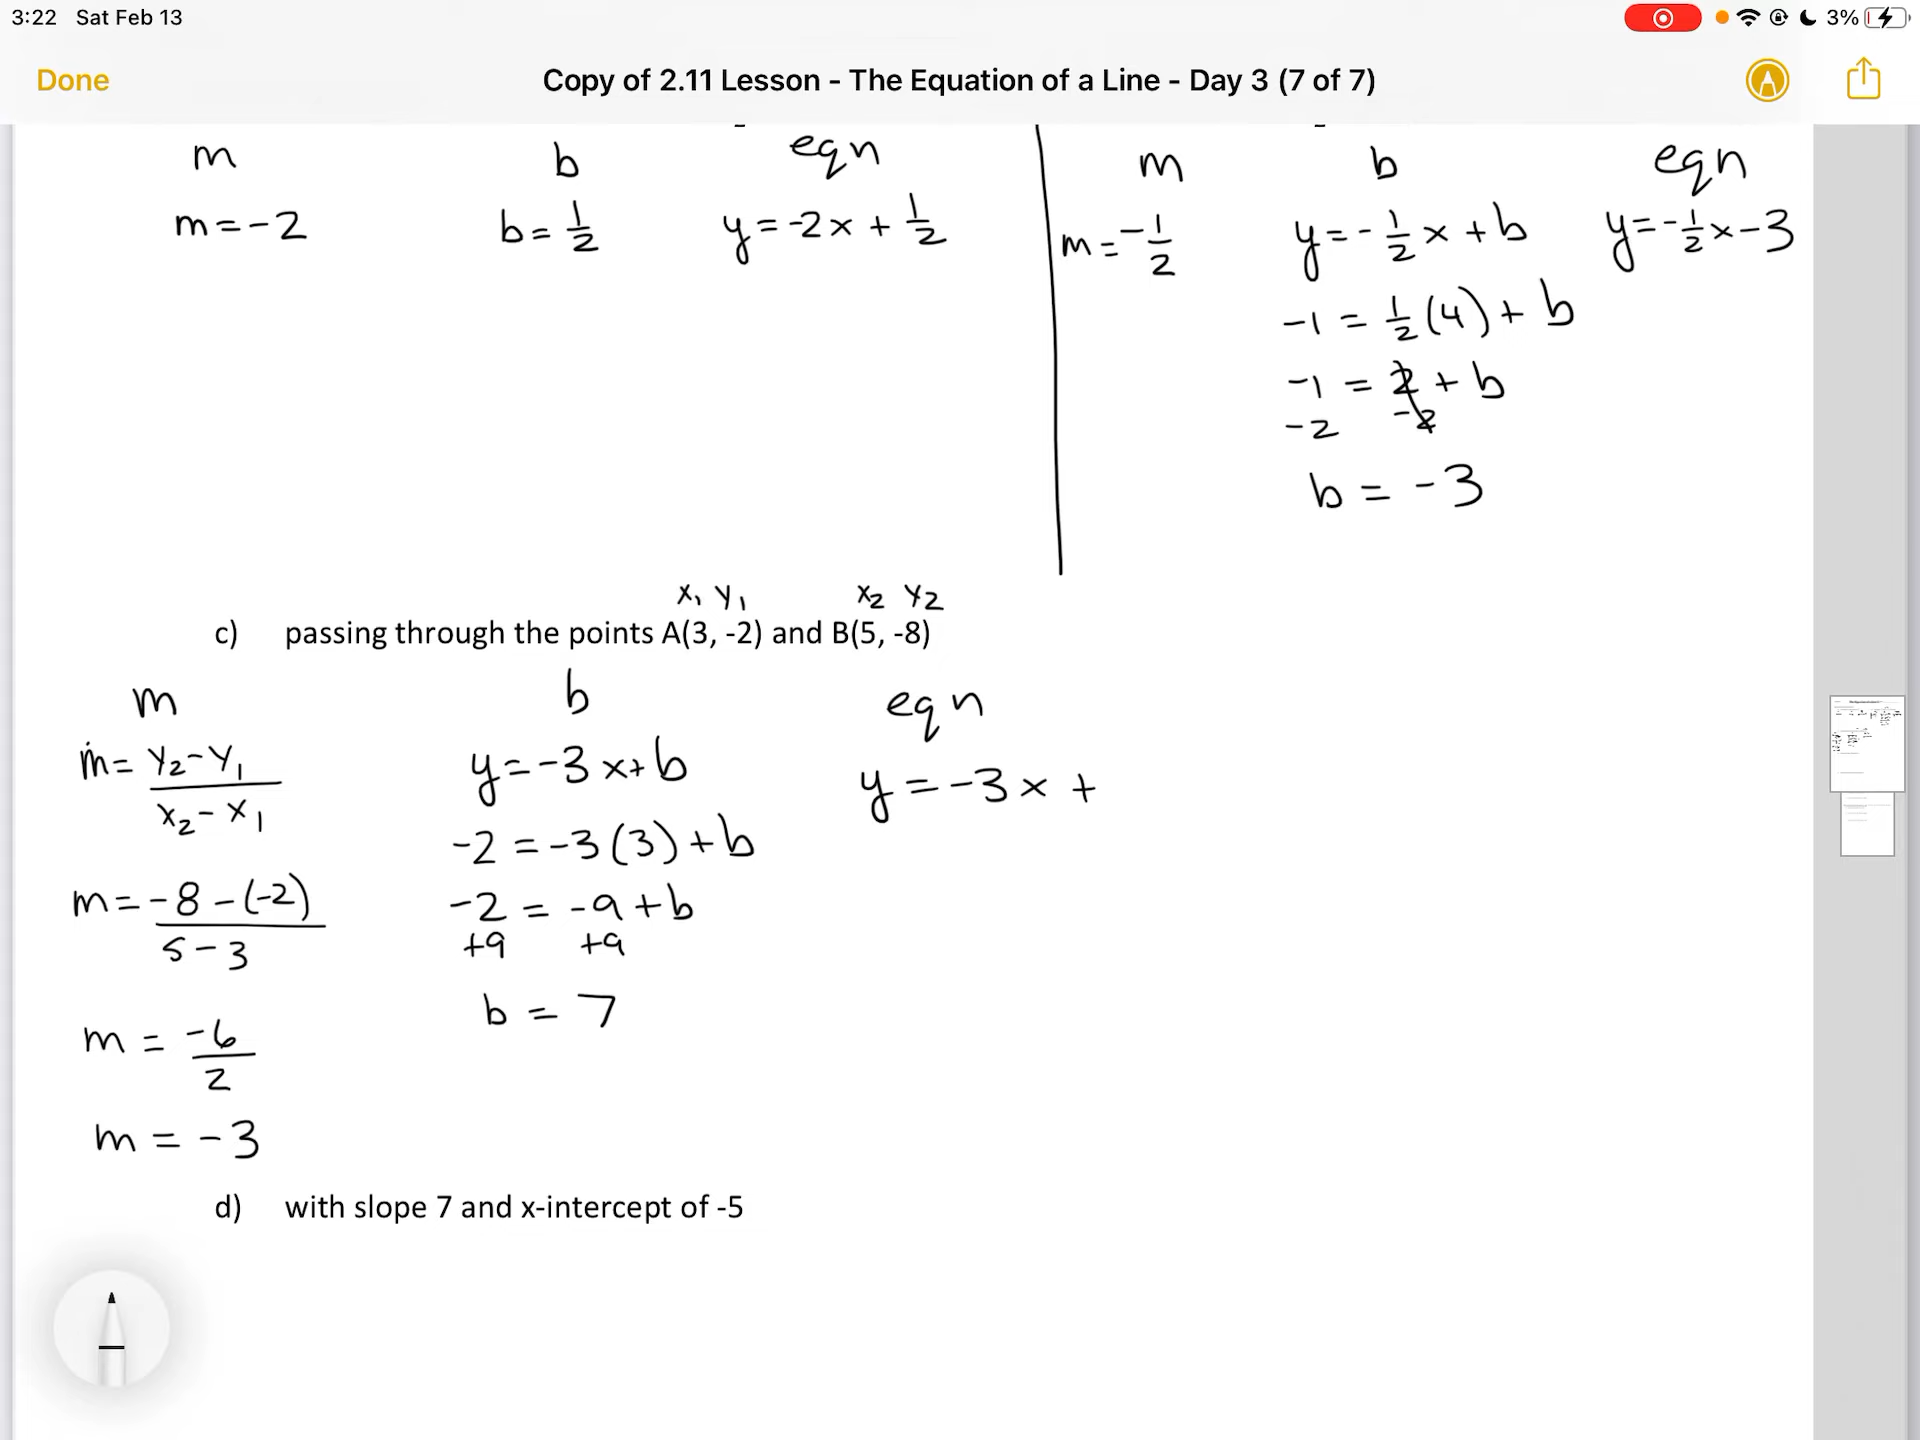 3:22 Sat Feb 13
3%
Done
Copy of 2.11 Lesson - The Equation of a Line - Day 3 (7 of 7)
m b eqn
m = -2 b = 1/2 y = -2x + 1/2
m b eqn
m = -1/2 y = -1/2 x + b y = -1/2 x - 3
-1 = 1/2 (4) + b
-1 = 2 + b
-2 -2
b = -3
x₁ y₁ x₂ y₂
c) passing through the points A(3, -2) and B(5, -8)
m
m = y₂ - y₁ / x₂ - x₁
m = -8 - (-2) / 5 - 3
m = -6/2
m = -3
b
y = -3x + b
-2 = -3(3) + b
-2 = -9 + b
+9 +9
b = 7
eqn
y = -3x +
d) with slope 7 and x-intercept of -5